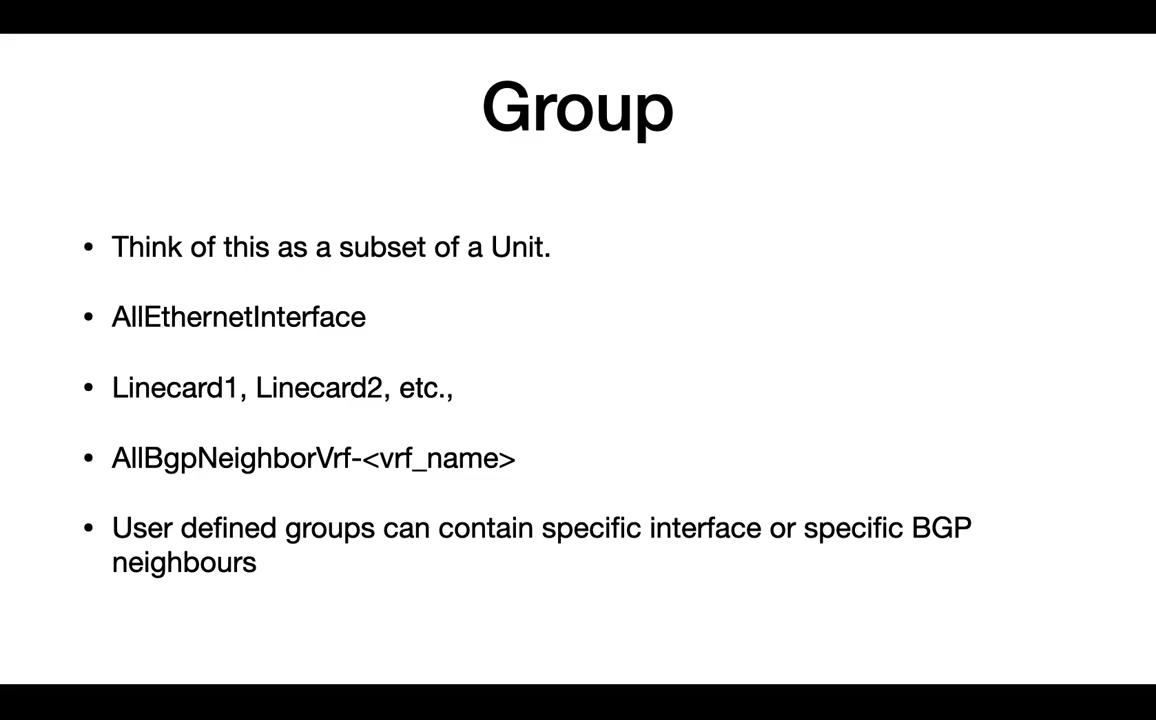 Group
• Think of this as a subset of a Unit.
• AllEthernetInterface
• Linecard1, Linecard2, etc.,
• AllBgpNeighborVrf-<vrf_name>
• User defined groups can contain specific interface or specific BGP
neighbours